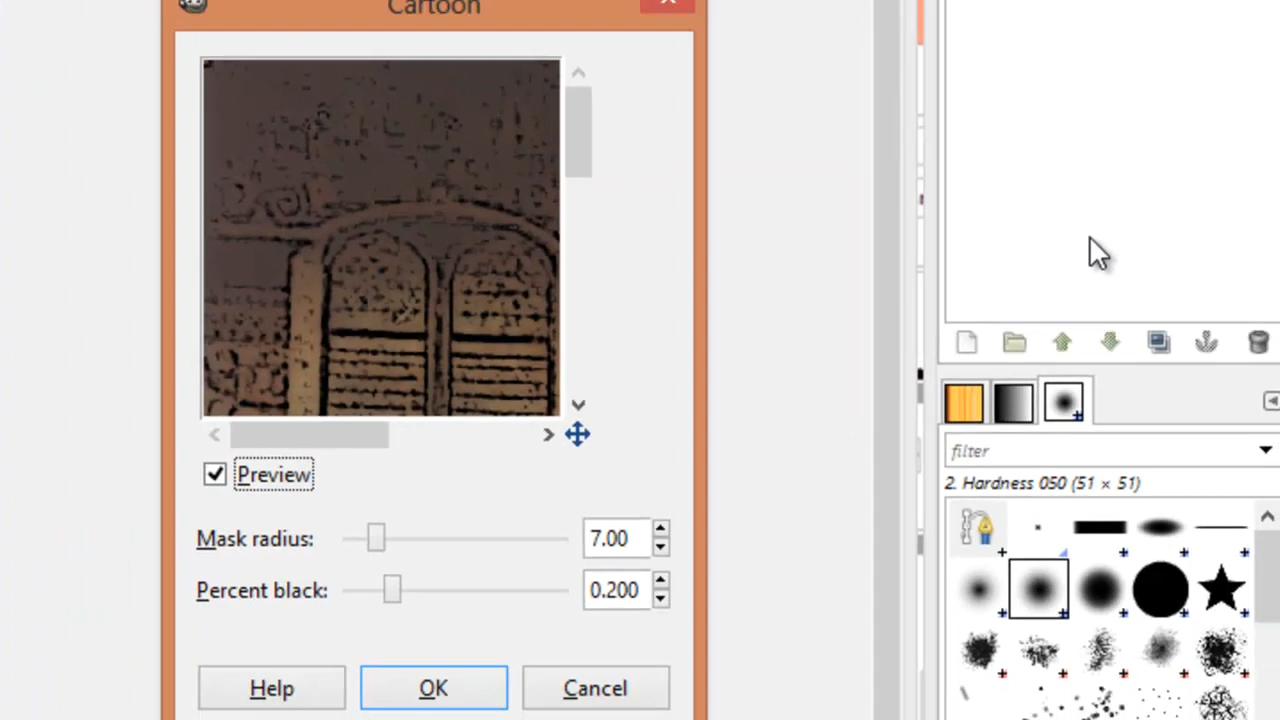 Cartoon
Preview
Mask radius:
7.00
Percent black:
0.200
Help
OK
Cancel
filter
2. Hardness 050 (51 × 51)